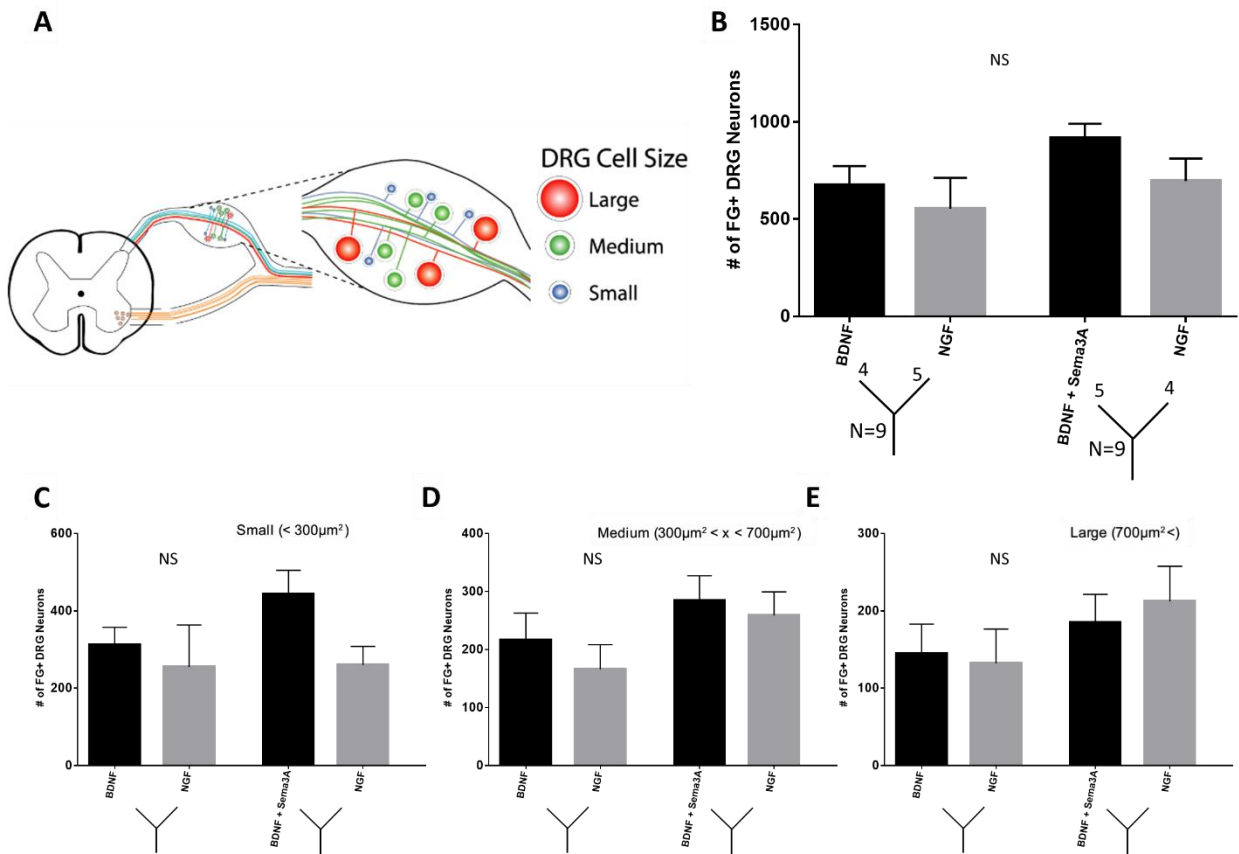 A
DRG Cell Size
Large
Medium
Small
B
1500
1000
500
0
# of FG+ DRG Neurons
NS
BDNF
NGF
BDNF + Sema3A
NGF
4
5
N=9
5
4
N=9
C
Small (< 300µm²)
600
400
200
0
# of FG+ DRG Neurons
NS
BDNF
NGF
BDNF + Sema3A
NGF
D
Medium (300µm² < x < 700µm²)
400
300
200
100
0
# of FG+ DRG Neurons
NS
BDNF
NGF
BDNF + Sema3A
NGF
E
Large (700µm²<)
300
200
100
0
# of FG+ DRG Neurons
NS
BDNF
NGF
BDNF + Sema3A
NGF